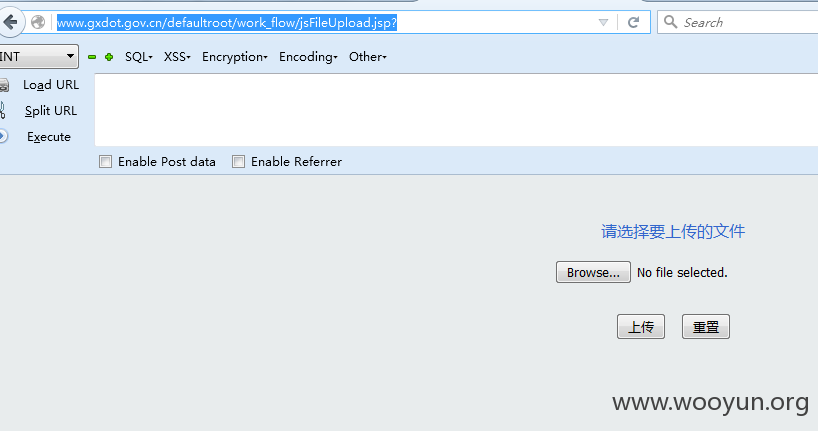 www.gxdot.gov.cn/defaultroot/work_flow/jsFileUpload.jsp?
Search
INT SQL XSS Encryption Encoding Other
Load URL
Split URL
Execute
Enable Post data Enable Referrer
请选择要上传的文件
Browse... No file selected.
上传 重置
www.wooyun.org